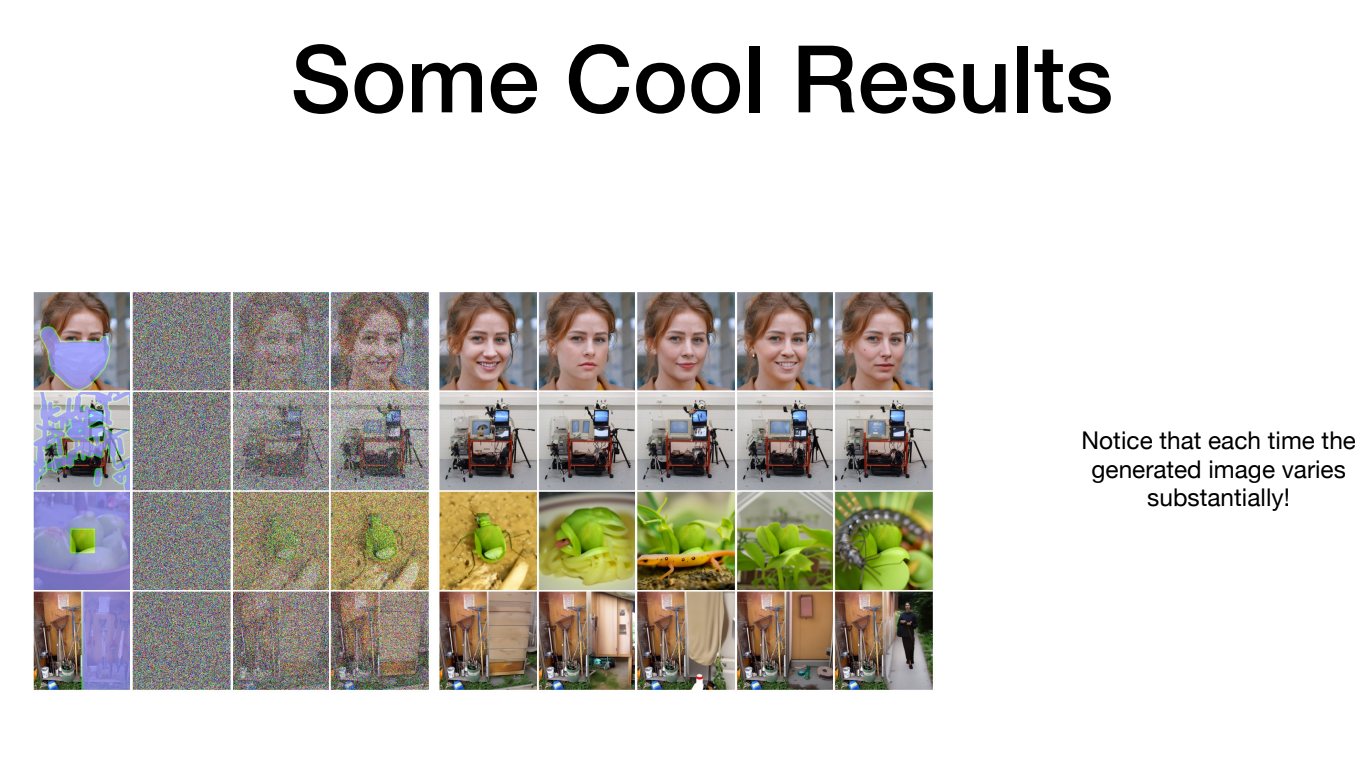 Some Cool Results
Notice that each time the
generated image varies
substantially!